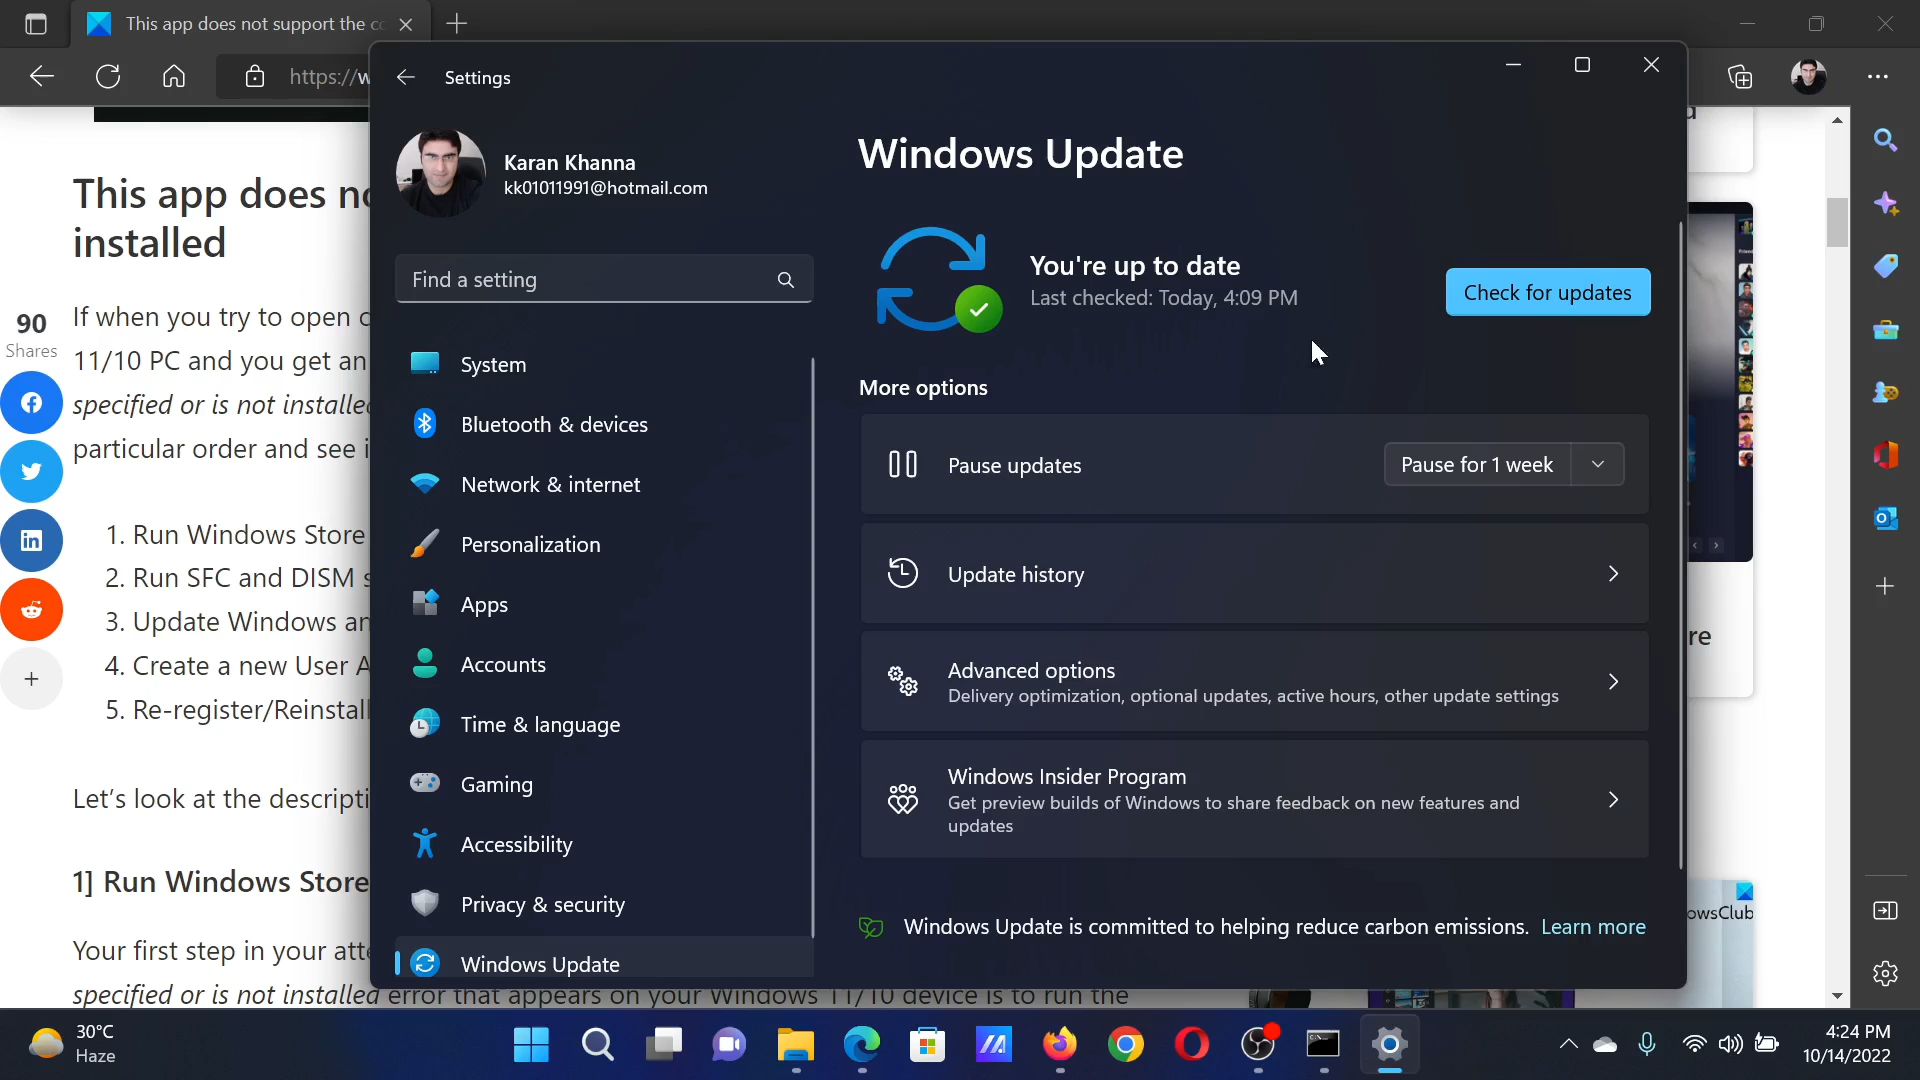 This app does not support the co
https://w
This app does no
installed
90
Shares
If when you try to open
11/10 PC and you get an
specified or is not installed
particular order and see i
1. Run Windows Store
2. Run SFC and DISM s
3. Update Windows an
4. Create a new User A
5. Re-register/Reinstall
Let's look at the descripti
1] Run Windows Store
Your first step in your atte
specified or is not installed error that appears on your Windows 11/10 device is to run the
Settings
Karan Khanna
kk01011991@hotmail.com
Find a setting
System
Bluetooth & devices
Network & internet
Personalization
Apps
Accounts
Time & language
Gaming
Accessibility
Privacy & security
Windows Update
Windows Update
You're up to date
Last checked: Today, 4:09 PM
Check for updates
More options
Pause updates
Pause for 1 week
Update history
Advanced options
Delivery optimization, optional updates, active hours, other update settings
Windows Insider Program
Get preview builds of Windows to share feedback on new features and
updates
Windows Update is committed to helping reduce carbon emissions. Learn more
re
owsClub
30°C
Haze
4:24 PM
10/14/2022